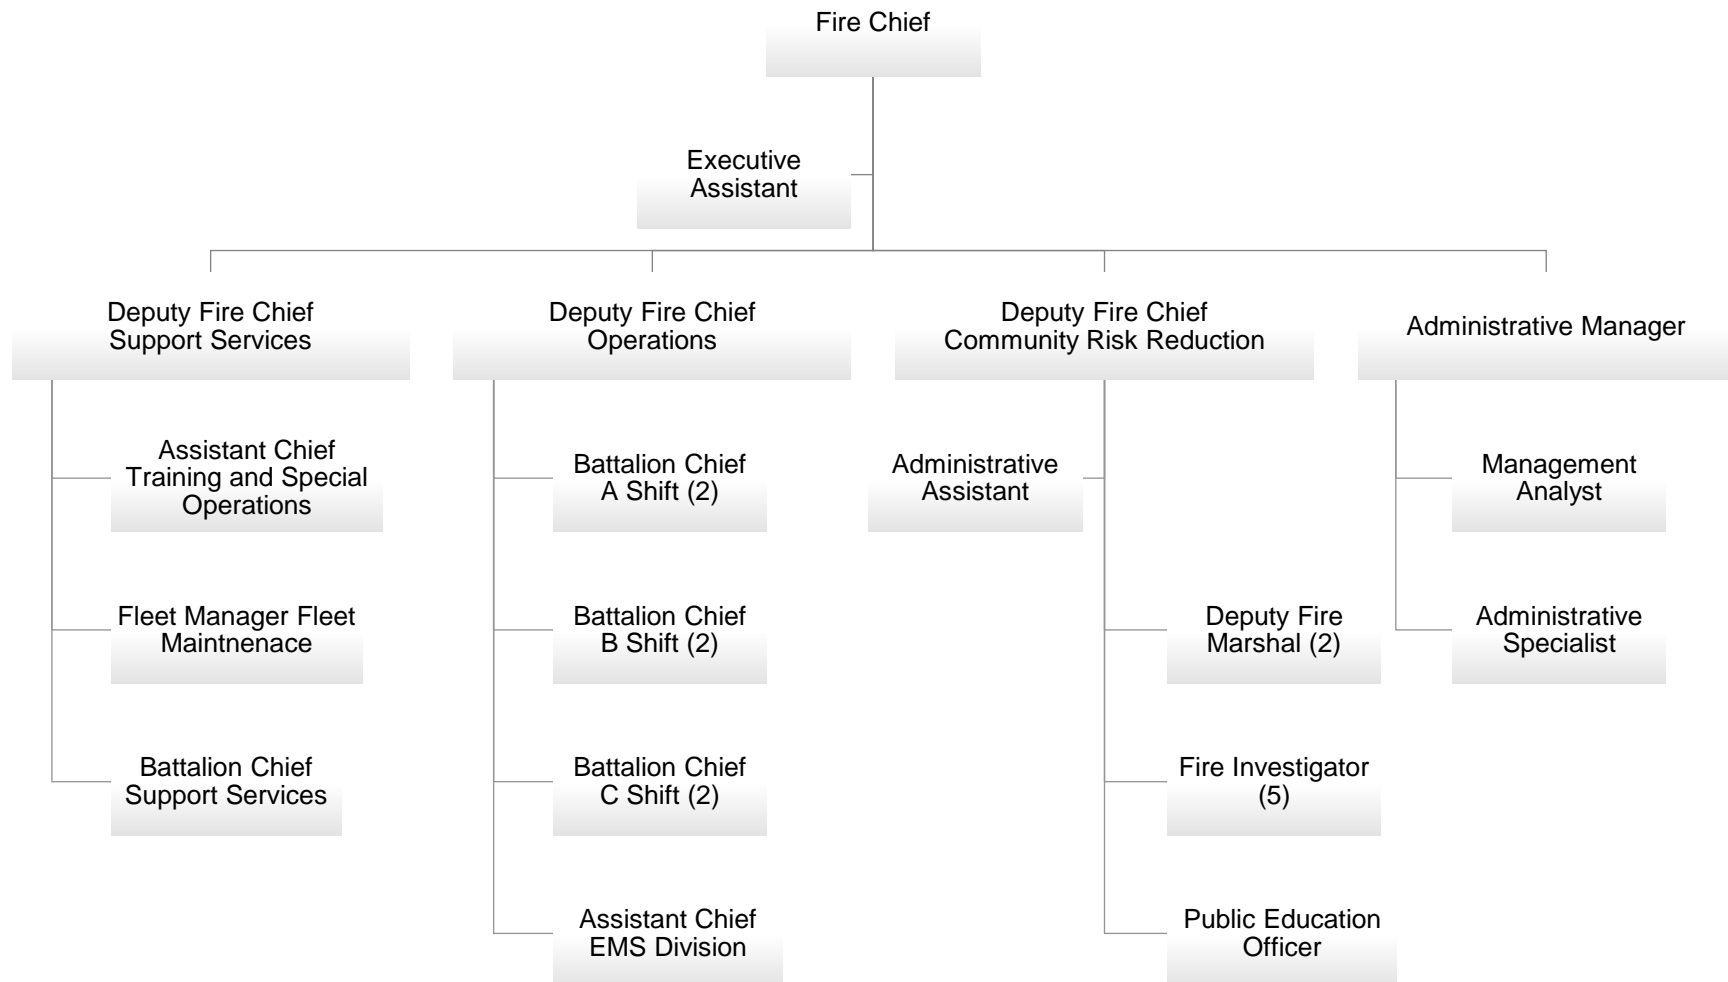 Fire Chief
Executive
Assistant
Deputy Fire Chief
Support Services
Deputy Fire Chief
Operations
Deputy Fire Chief
Community Risk Reduction
Administrative Manager
Assistant Chief
Training and Special
Operations
Battalion Chief
A Shift (2)
Administrative
Assistant
Management
Analyst
Fleet Manager Fleet
Maintnenace
Battalion Chief
B Shift (2)
Deputy Fire
Marshal (2)
Administrative
Specialist
Battalion Chief
Support Services
Battalion Chief
C Shift (2)
Fire Investigator
(5)
Assistant Chief
EMS Division
Public Education
Officer